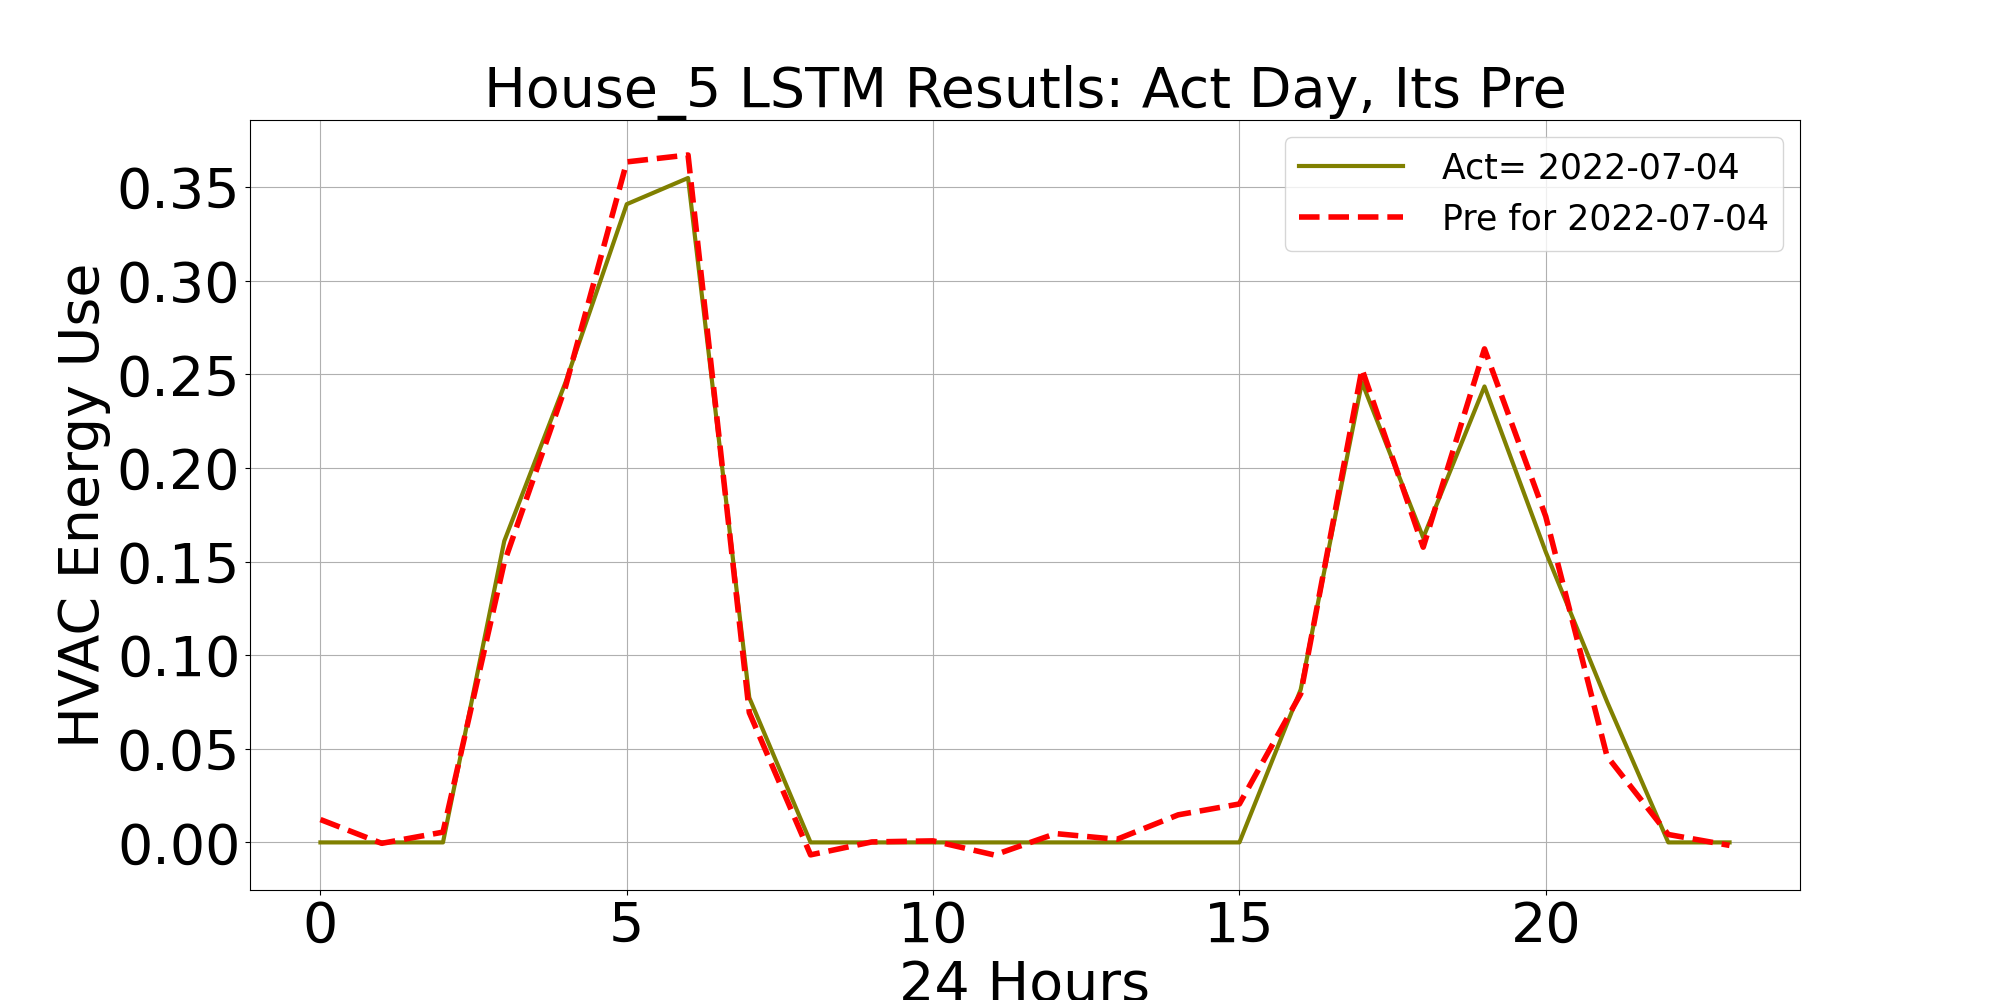 House_5 LSTM Resutls: Act Day, Its Pre
Act= 2022-07-04
Pre for 2022-07-04
HVAC Energy Use
0.35
0.30
0.25
0.20
0.15
0.10
0.05
0.00
0 5 10 15 20
24 Hours